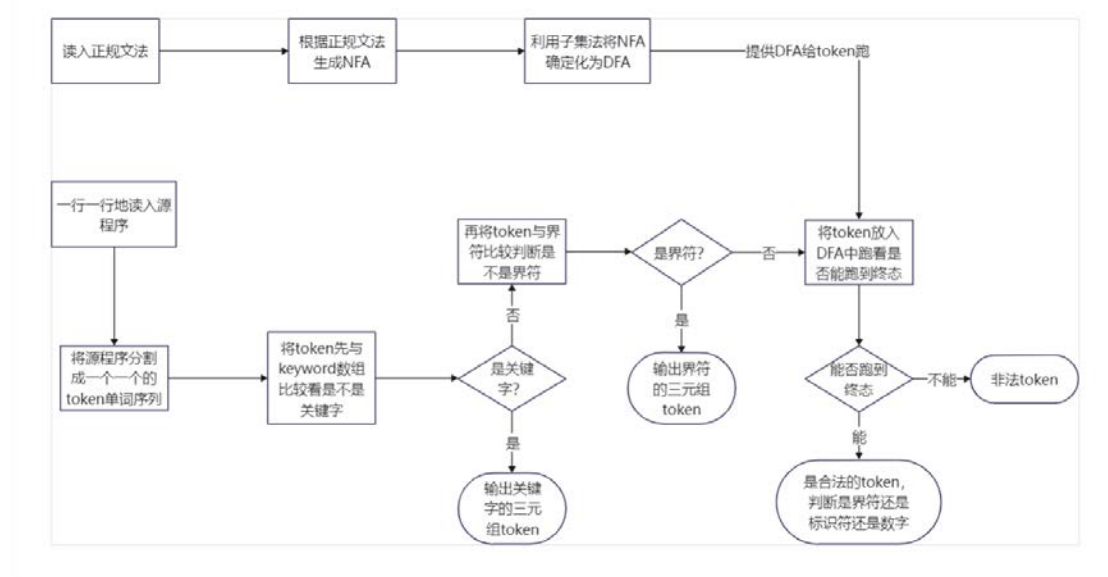 读入正规文法
根据正规文法
生成NFA
利用子集法将NFA
确定化为DFA
提供DFA给token跑
一行一行地读入源
程序
再将token与界
符比较判断是
不是界符
是界符?
否
将token放入
DFA中跑看是
否能跑到终态
否
是
将源程序分割
成一个一个的
token单词序列
将token先与
keyword数组
比较看是不是
关键字
是关键
字?
输出界符
的三元组
token
能否跑到
终态
不能
非法token
是
能
输出关键
字的三元
组token
是合法的token，
判断是界符还是
标识符还是数字